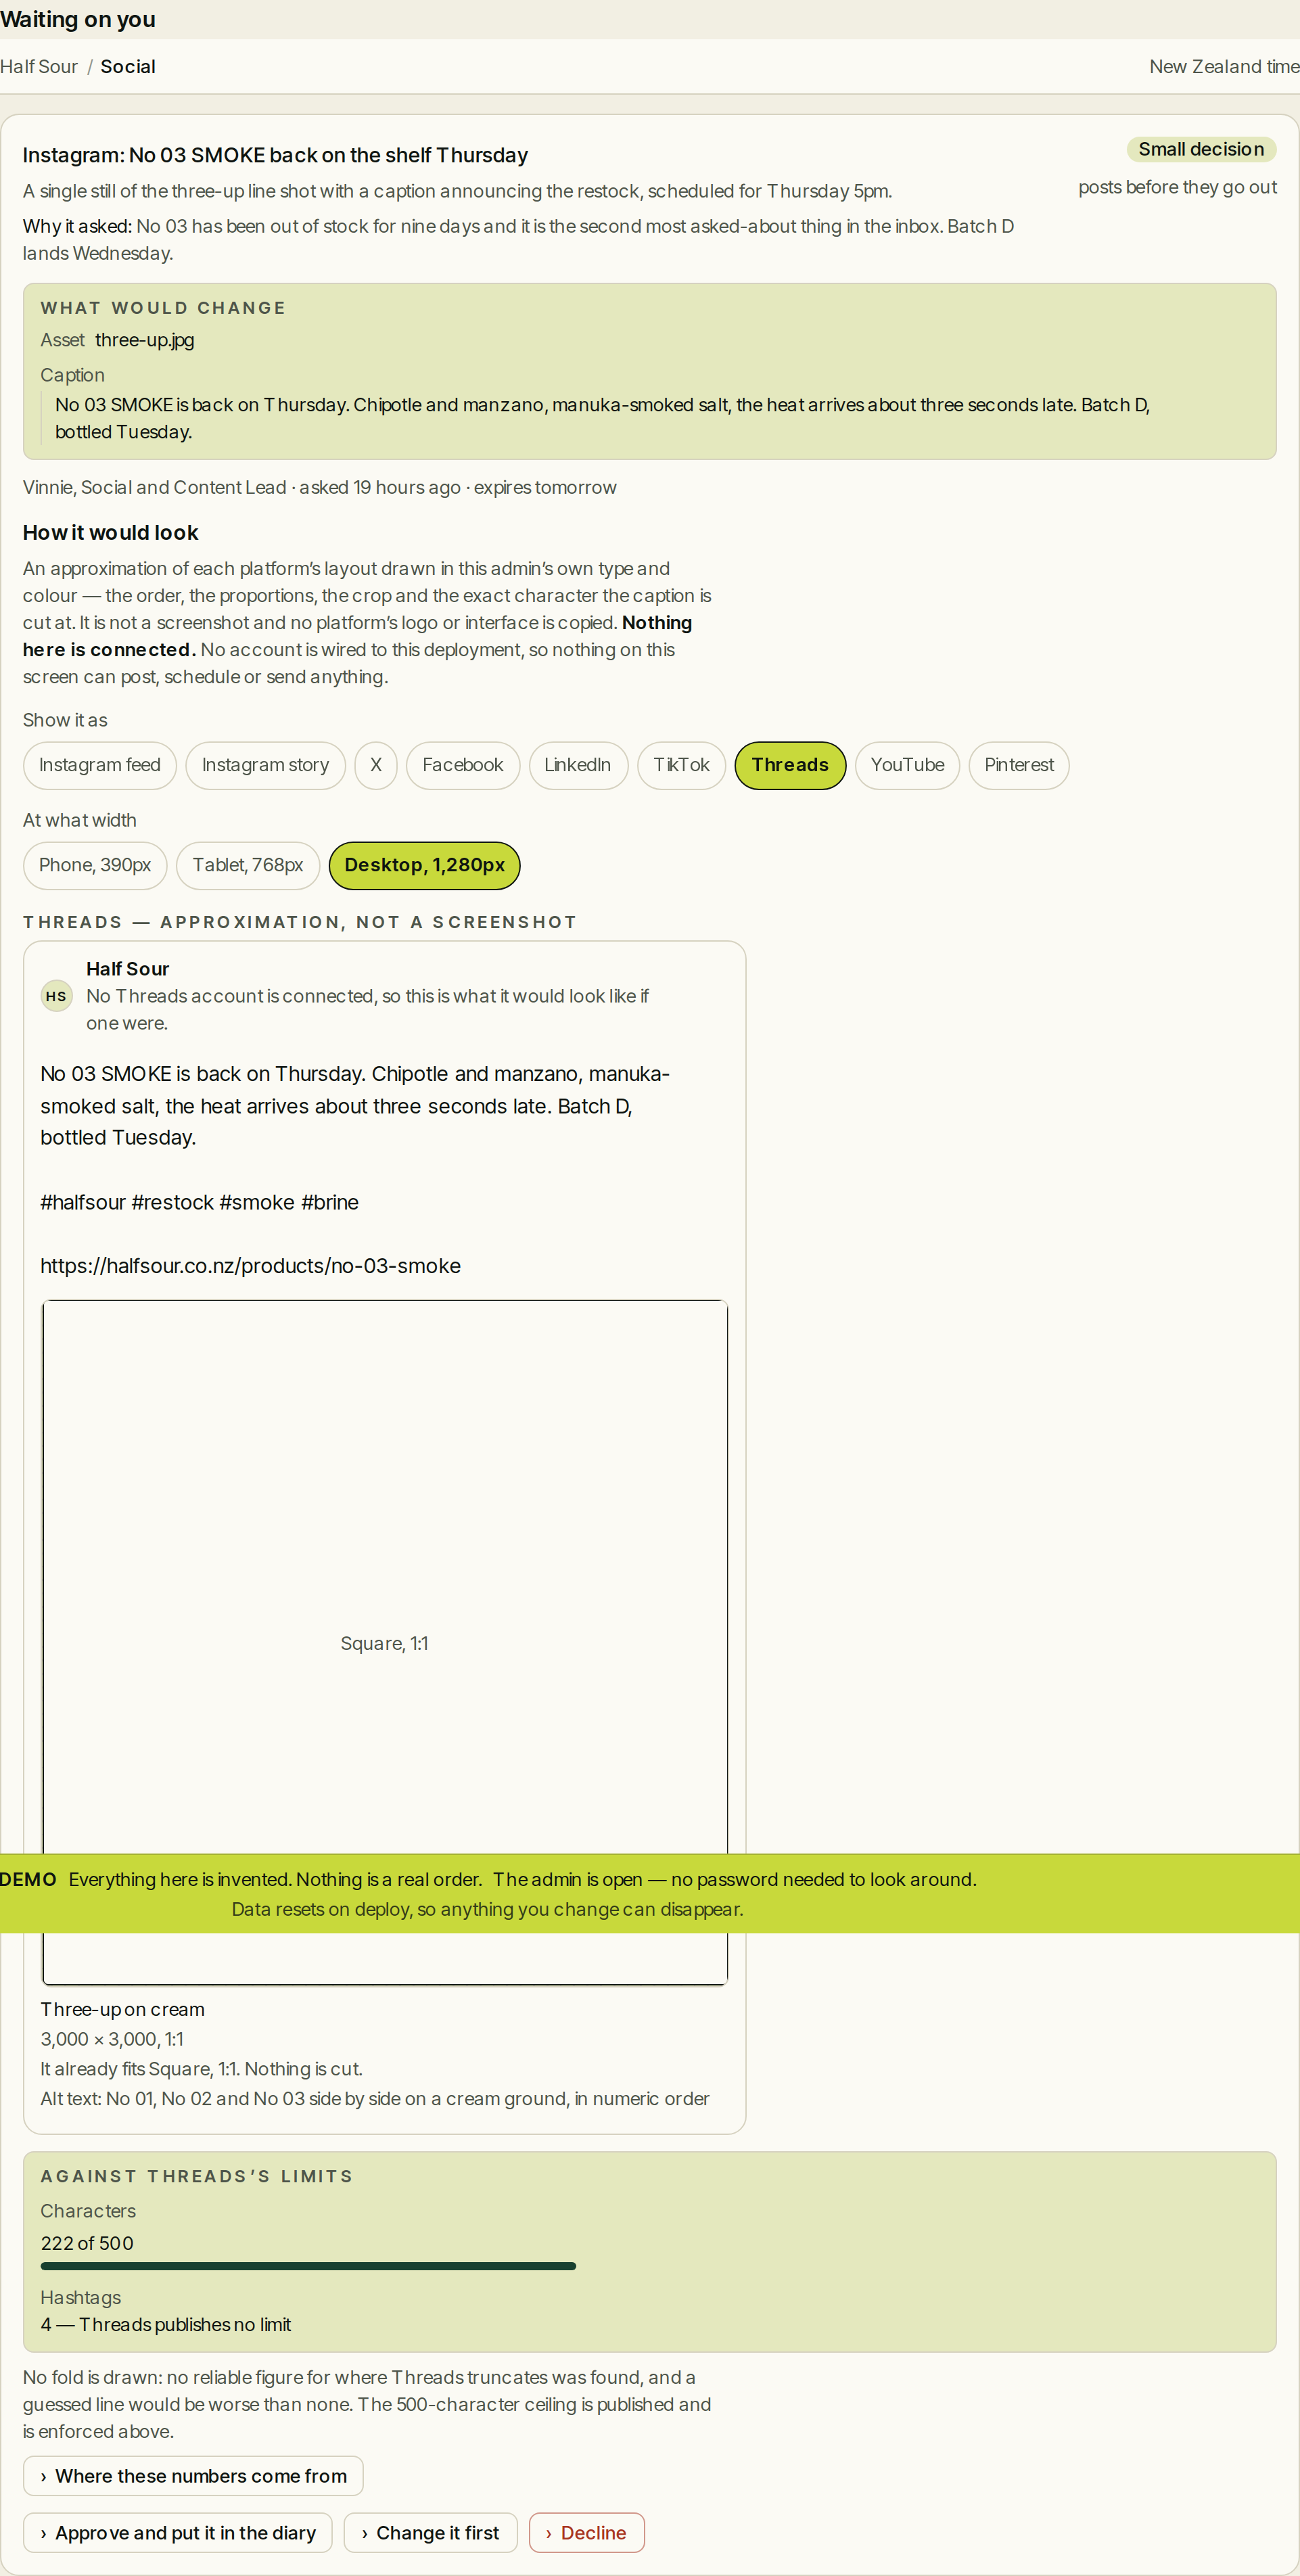 Waiting on you
Half Sour / Social
New Zealand time
Instagram: No 03 SMOKE back on the shelf Thursday
Small decision
A single still of the three-up line shot with a caption announcing the restock, scheduled for Thursday 5pm.
posts before they go out
Why it asked: No 03 has been out of stock for nine days and it is the second most asked-about thing in the inbox. Batch D
lands Wednesday.
WHAT WOULD CHANGE
Asset three-up.jpg
Caption
No 03 SMOKE is back on Thursday. Chipotle and manzano, manuka-smoked salt, the heat arrives about three seconds late. Batch D,
bottled Tuesday.
Vinnie, Social and Content Lead · asked 19 hours ago · expires tomorrow
How it would look
An approximation of each platform’s layout drawn in this admin’s own type and
colour — the order, the proportions, the crop and the exact character the caption is
cut at. It is not a screenshot and no platform’s logo or interface is copied. Nothing
here is connected. No account is wired to this deployment, so nothing on this
screen can post, schedule or send anything.
Show it as
Instagram feed
Instagram story
X
Facebook
LinkedIn
TikTok
Threads
YouTube
Pinterest
At what width
Phone, 390px
Tablet, 768px
Desktop, 1,280px
THREADS — APPROXIMATION, NOT A SCREENSHOT
HS
Half Sour
No Threads account is connected, so this is what it would look like if
one were.
No 03 SMOKE is back on Thursday. Chipotle and manzano, manuka-
smoked salt, the heat arrives about three seconds late. Batch D,
bottled Tuesday.
#halfsour #restock #smoke #brine
https://halfsour.co.nz/products/no-03-smoke
Square, 1:1
DEMO Everything here is invented. Nothing is a real order. The admin is open — no password needed to look around.
Data resets on deploy, so anything you change can disappear.
Three-up on cream
3,000 × 3,000, 1:1
It already fits Square, 1:1. Nothing is cut.
Alt text: No 01, No 02 and No 03 side by side on a cream ground, in numeric order
AGAINST THREADS’S LIMITS
Characters
222 of 500
Hashtags
4 — Threads publishes no limit
No fold is drawn: no reliable figure for where Threads truncates was found, and a
guessed line would be worse than none. The 500-character ceiling is published and
is enforced above.
› Where these numbers come from
› Approve and put it in the diary
› Change it first
› Decline